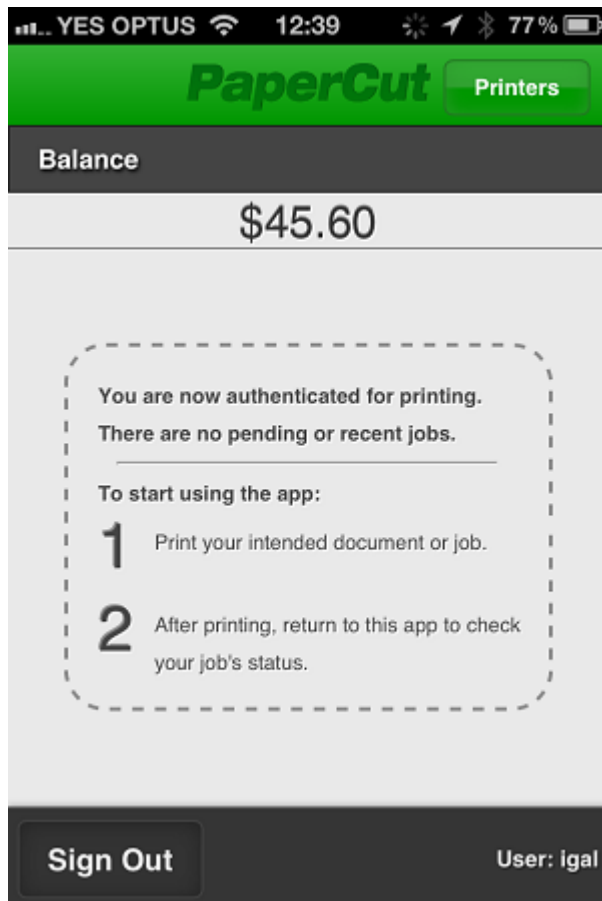 YES OPTUS 12:39 77%
PaperCut Printers
Balance
$45.60
You are now authenticated for printing.
There are no pending or recent jobs.
To start using the app:
1 Print your intended document or job.
2 After printing, return to this app to check
your job's status.
Sign Out User: igal